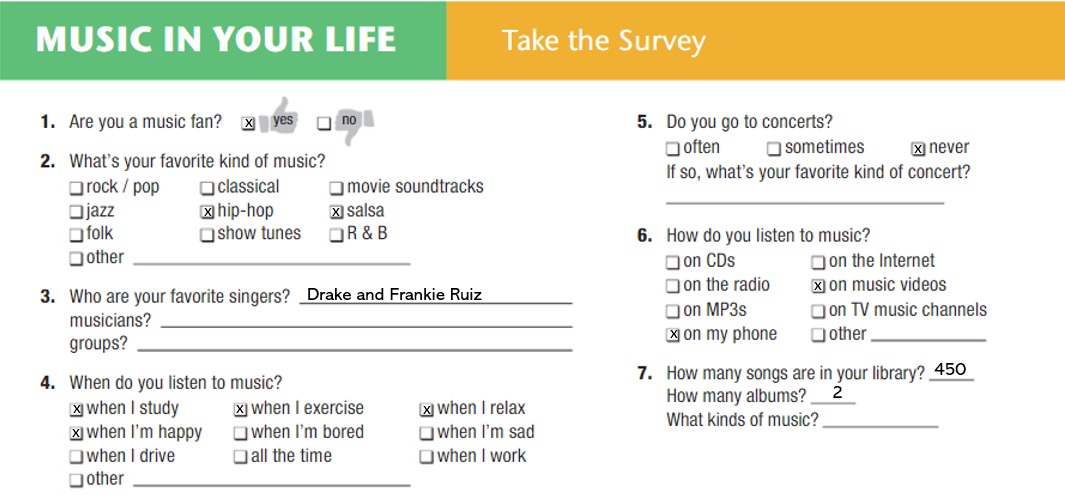 MUSIC IN YOUR LIFE
Take the Survey
1. Are you a music fan? x yes no
2. What's your favorite kind of music?
rock / pop classical movie soundtracks
jazz x hip-hop x salsa
folk show tunes R & B
other
3. Who are your favorite singers? Drake and Frankie Ruiz
musicians?
groups?
4. When do you listen to music?
x when I study x when I exercise x when I relax
x when I'm happy when I'm bored when I'm sad
when I drive all the time when I work
other
5. Do you go to concerts?
often sometimes x never
If so, what's your favorite kind of concert?
6. How do you listen to music?
on CDs on the Internet
on the radio x on music videos
on MP3s on TV music channels
x on my phone other
7. How many songs are in your library? 450
How many albums? 2
What kinds of music?